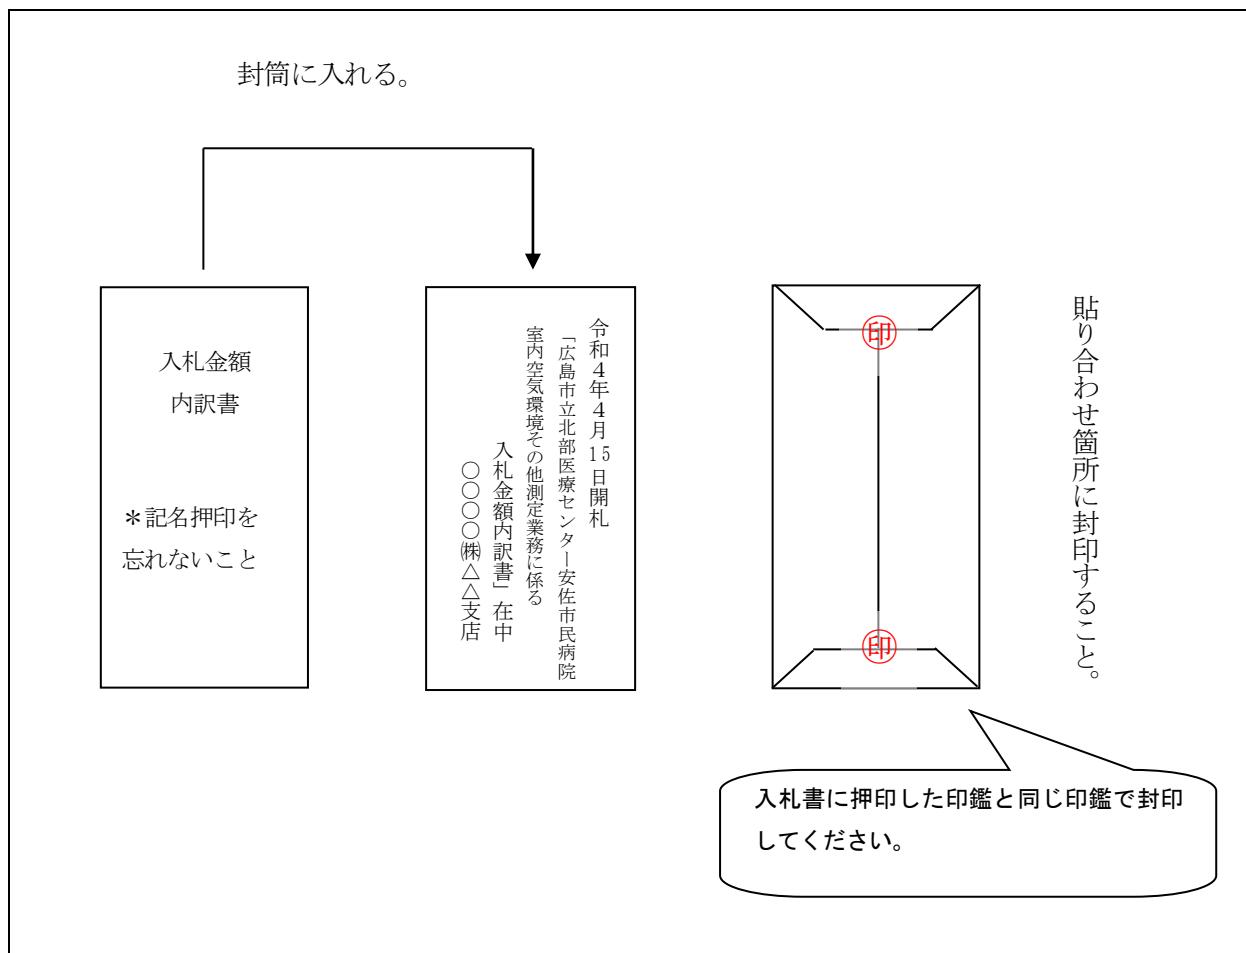 封筒に入れる。
入札金額
内訳書
＊記名押印を
忘れないこと
令和４年４月15日開札
「広島市立北部医療センター安佐市民病院
室内空気環境その他測定業務に係る
入札金額内訳書」在中
〇〇〇〇㈱△△支店
印
印
貼り合わせ箇所に封印すること。
入札書に押印した印鑑と同じ印鑑で封印
してください。